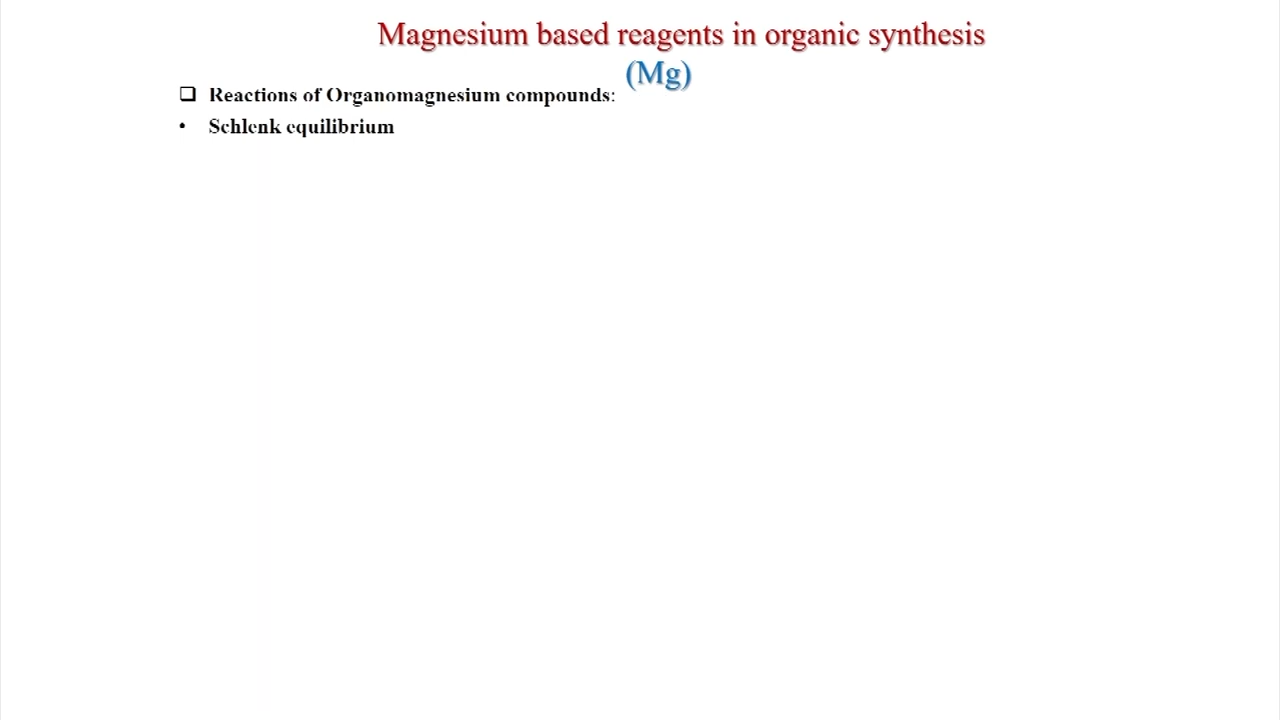 Magnesium based reagents in organic synthesis
(Mg)
❑ Reactions of Organomagnesium compounds:
• Schlenk equilibrium